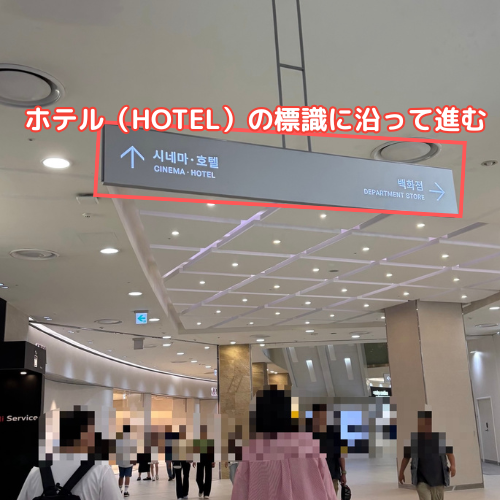 ホテル（HOTEL）の標識に沿って進む
↑ 시네마·호텔
CINEMA · HOTEL
백화점 →
DEPARTMENT STORE
Service